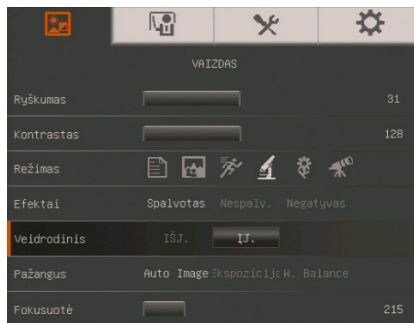 VAIZDAS
Ryškumas 31
Kontrastas 128
Režimas
Efektai Spalvotas Nespalv. Negatyvas
Veidrodinis IŠJ. ĮJ.
Pažangus Auto Image Ekspozicija W. Balance
Fokusuotė 215